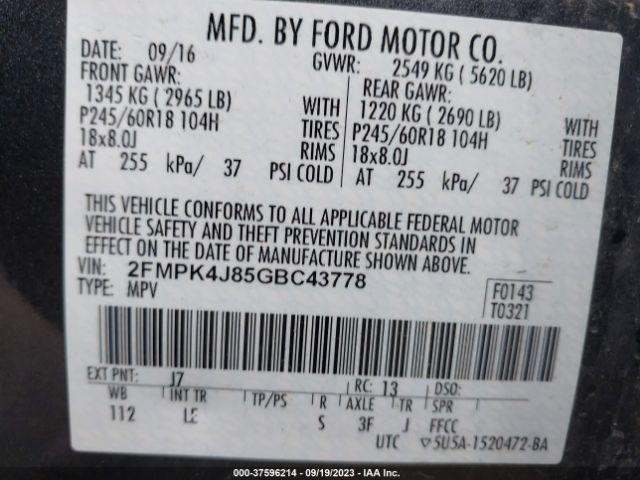 MFD. BY FORD MOTOR CO.
DATE: 09/16
GVWR: 2549 KG ( 5620 LB)
FRONT GAWR:
1345 KG ( 2965 LB)
WITH
P245/60R18 104H
TIRES
18x8.0J
RIMS
AT 255 kPa/ 37 PSI COLD
REAR GAWR:
1220 KG ( 2690 LB)
WITH
P245/60R18 104H
TIRES
18x8.0J
RIMS
AT 255 kPa/ 37 PSI COLD
THIS VEHICLE CONFORMS TO ALL APPLICABLE FEDERAL MOTOR
VEHICLE SAFETY AND THEFT PREVENTION STANDARDS IN
EFFECT ON THE DATE OF MANUFACTURE SHOWN ABOVE.
VIN: 2FMPK4J85GBC43778
TYPE: MPV
F0143
T0321
EXT PNT: J7 RC: 13 DSO:
WB INT TR TP/PS R AXLE TR SPR
112 LE S 3F J FFCC
UTC ▽5U5A-1520472-BA
000-37596214 - 09/19/2023 - IAA Inc.